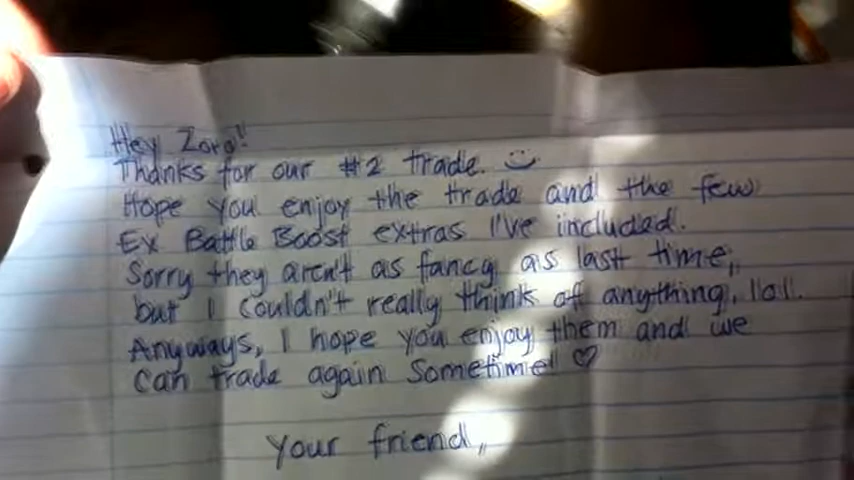 Hey Zoro!!
Thanks for our #2 trade. :)
Hope you enjoy the trade and the few
Ex Battle Boost extras I've included.
Sorry they aren't as fancy as last time,
but I couldn't really think of anything, lol.
Anyways, I hope you enjoy them and we
can trade again sometime! ♡
Your friend,